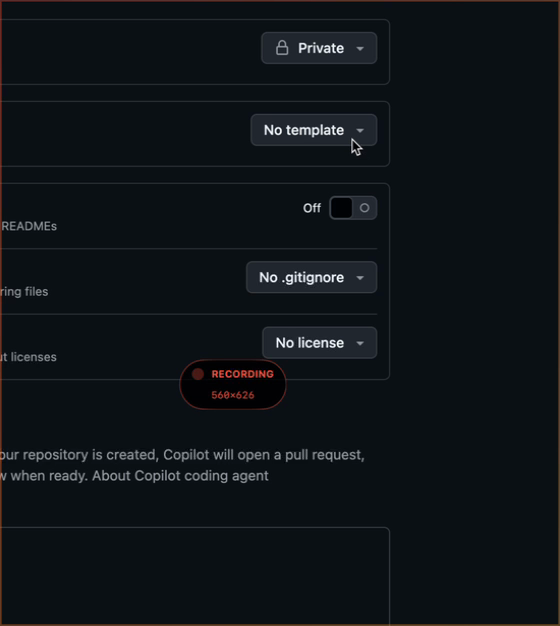 Private
No template
Off
READMEs
No .gitignore
ring files
No license
ut licenses
RECORDING
560×626
our repository is created, Copilot will open a pull request,
w when ready. About Copilot coding agent